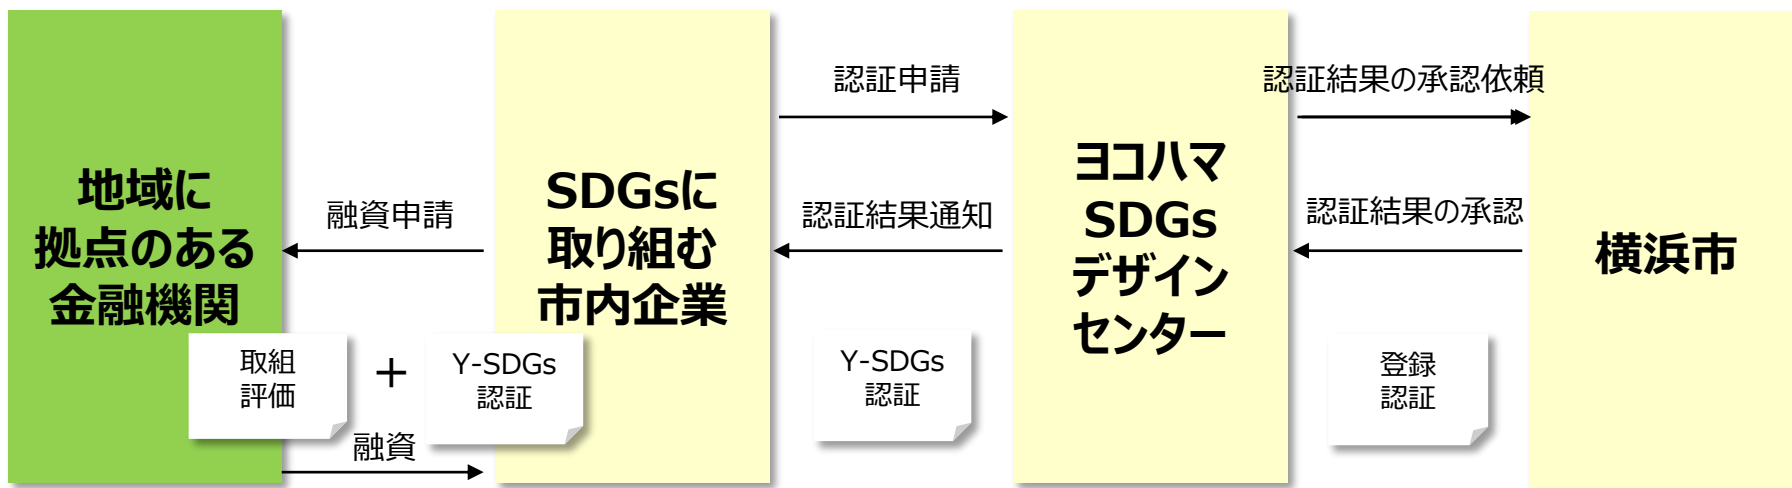 地域に
拠点のある
金融機関
融資申請
取組
評価
＋
Y-SDGs
認証
融資
SDGsに
取り組む
市内企業
認証申請
認証結果通知
Y-SDGs
認証
ヨコハマ
SDGs
デザイン
センター
認証結果の承認依頼
認証結果の承認
登録
認証
横浜市